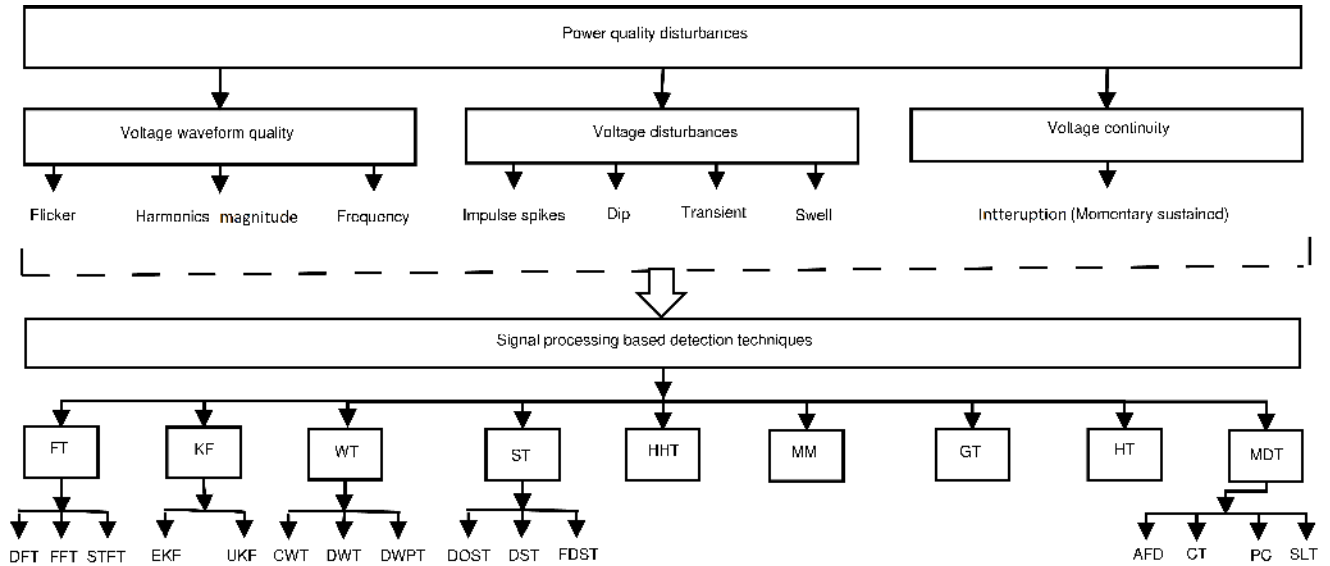 Power quality disturbances
Voltage waveform quality
Voltage disturbances
Voltage continuity
Flicker
Harmonics magnitude
Frequency
Impulse spikes
Dip
Transient
Swell
Intteruption (Momentary sustained)
Signal processing based detection techniques
FT
KF
WT
ST
HHT
MM
GT
HT
MDT
DFT
FFT
STFT
EKF
UKF
CWT
DWT
DWPT
DOST
DST
FDST
AFD
CT
PC
SLT